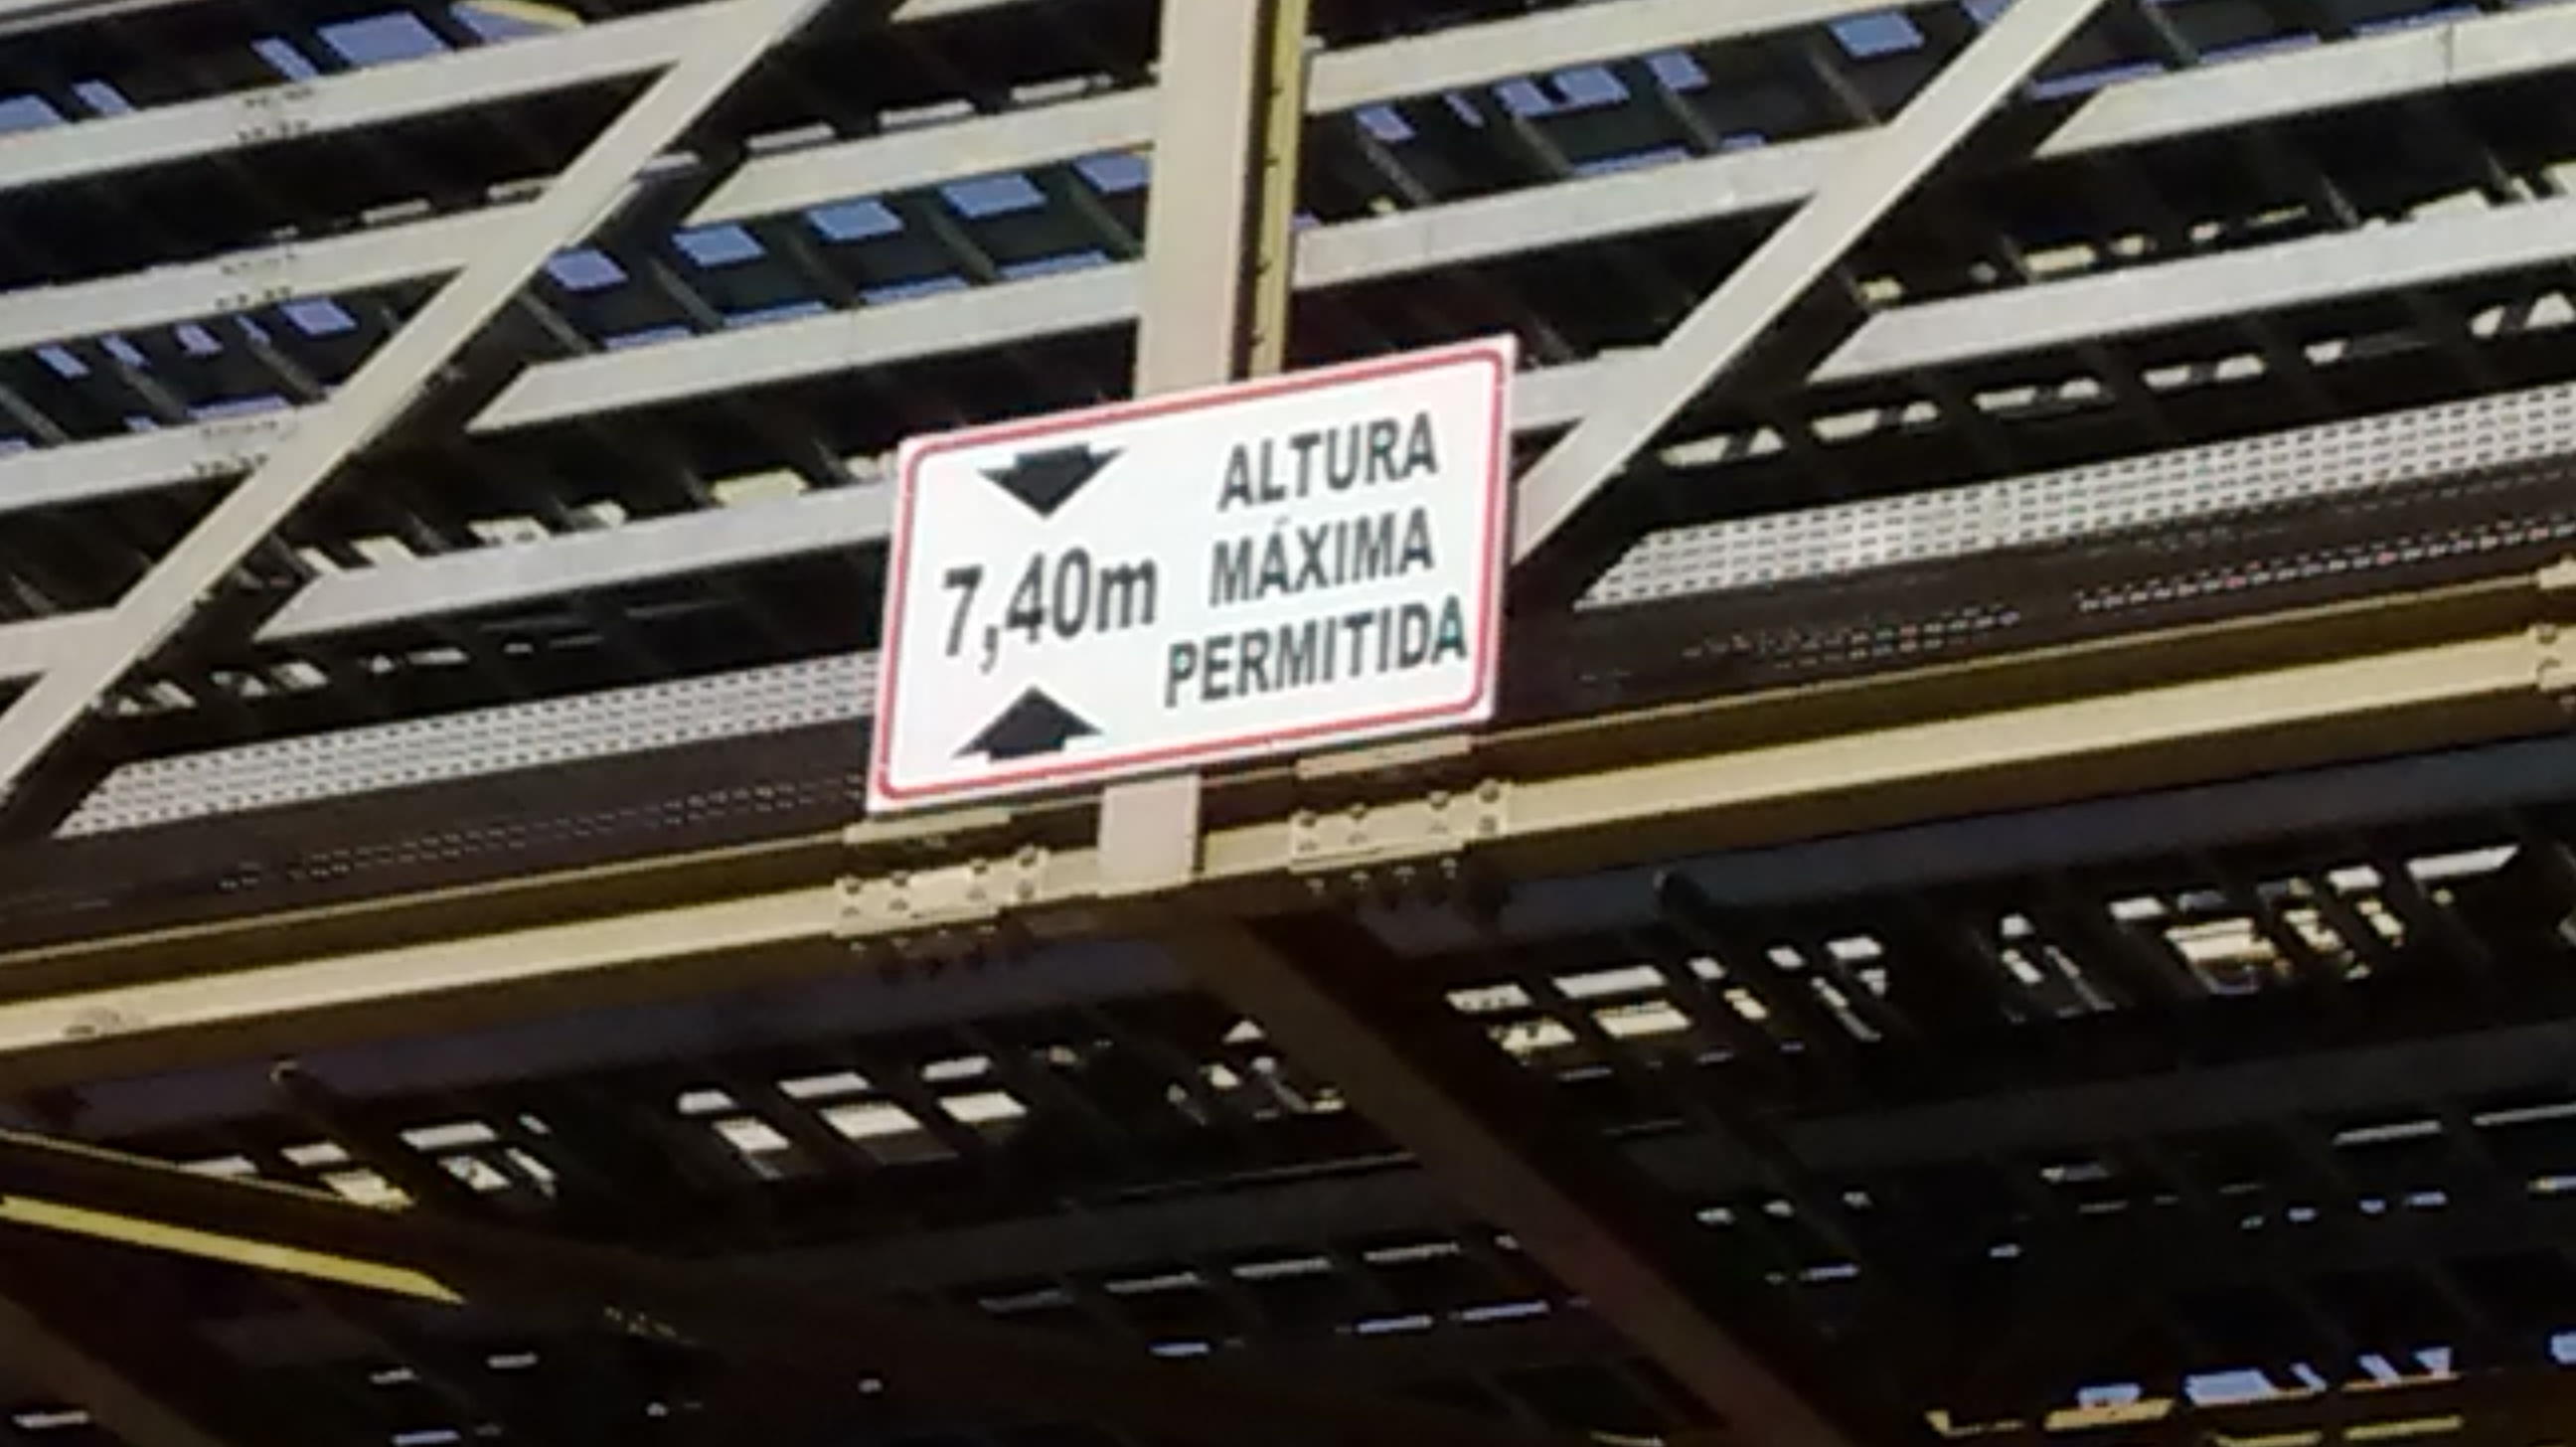 7,40m
ALTURA
MÁXIMA
PERMITIDA